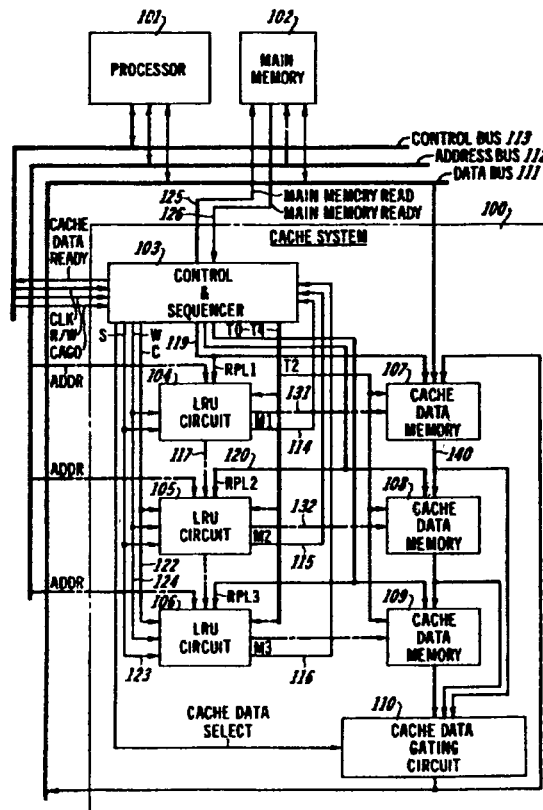 101
102
PROCESSOR
MAIN
MEMORY
CONTROL BUS 113
ADDRESS BUS 112
DATA BUS 111
125
MAIN MEMORY READ
126
MAIN MEMORY READY
100
CACHE
DATA
READY
CACHE SYSTEM
103
CONTROL
&
SEQUENCER
CLK
R/W
CAGO
S
W
C
119
T0
T1
T2
ADDR
104
RPL1
131
107
LRU
CIRCUIT
M1
114
CACHE DATA
MEMORY
117
120
140
ADDR
105
RPL2
132
108
LRU
CIRCUIT
M2
115
CACHE DATA
MEMORY
122
124
ADDR
106
RPL3
109
LRU
CIRCUIT
M3
116
CACHE DATA
MEMORY
123
CACHE DATA
SELECT
110
CACHE DATA
GATING
CIRCUIT